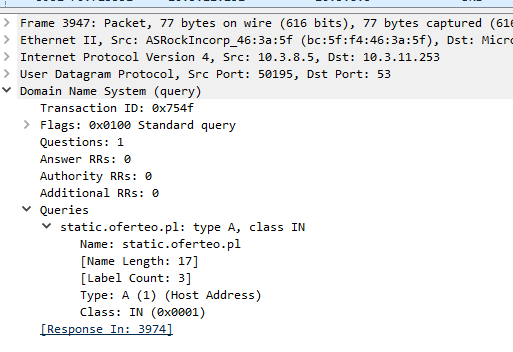 Frame 3947: Packet, 77 bytes on wire (616 bits), 77 bytes captured (616
Ethernet II, Src: ASRockIncorp_46:3a:5f (bc:5f:f4:46:3a:5f), Dst: Micr
Internet Protocol Version 4, Src: 10.3.8.5, Dst: 10.3.11.253
User Datagram Protocol, Src Port: 50195, Dst Port: 53
Domain Name System (query)
Transaction ID: 0x754f
Flags: 0x0100 Standard query
Questions: 1
Answer RRs: 0
Authority RRs: 0
Additional RRs: 0
Queries
static.oferteo.pl: type A, class IN
Name: static.oferteo.pl
[Name Length: 17]
[Label Count: 3]
Type: A (1) (Host Address)
Class: IN (0x0001)
[Response In: 3974]